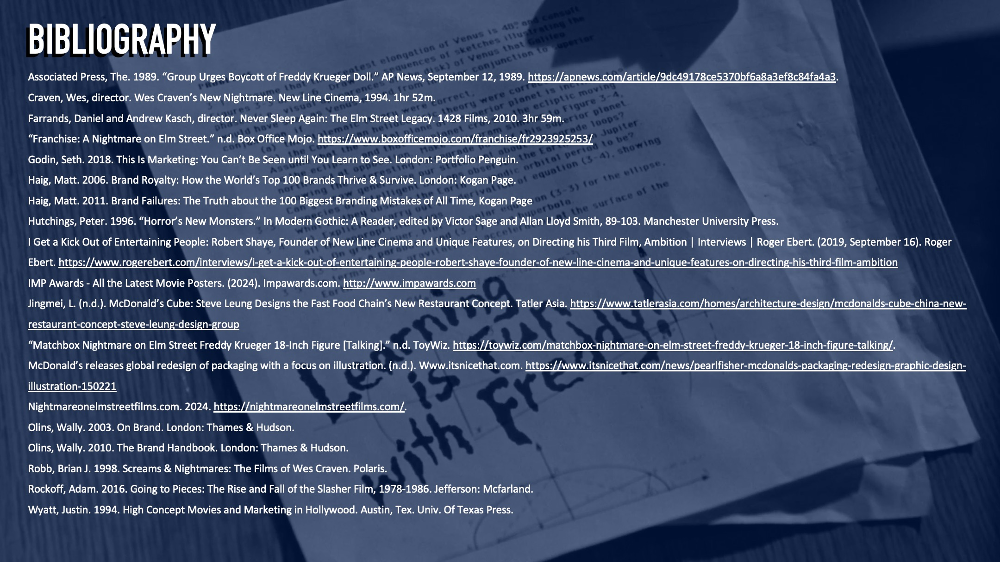 BIBLIOGRAPHY
Associated Press, The. 1989. “Group Urges Boycott of Freddy Krueger Doll.” AP News, September 12, 1989. https://apnews.com/article/9dc49178ce5370bf6a8a3ef8c84fa4a3.
Craven, Wes, director. Wes Craven’s New Nightmare. New Line Cinema, 1994. 1hr 52m.
Farrands, Daniel and Andrew Kasch, director. Never Sleep Again: The Elm Street Legacy. 1428 Films, 2010. 3hr 59m.
“Franchise: A Nightmare on Elm Street.” n.d. Box Office Mojo. https://www.boxofficemojo.com/franchise/fr2923925253/
Godin, Seth. 2018. This Is Marketing: You Can’t Be Seen until You Learn to See. London: Portfolio Penguin.
Haig, Matt. 2006. Brand Royalty: How the World’s Top 100 Brands Thrive & Survive. London: Kogan Page.
Haig, Matt. 2011. Brand Failures: The Truth about the 100 Biggest Branding Mistakes of All Time, Kogan Page
Hutchings, Peter. 1996. “Horror’s New Monsters.” In Modern Gothic: A Reader, edited by Victor Sage and Allan Lloyd Smith, 89-103. Manchester University Press.
I Get a Kick Out of Entertaining People: Robert Shaye, Founder of New Line Cinema and Unique Features, on Directing his Third Film, Ambition | Interviews | Roger Ebert. (2019, September 16). Roger
Ebert. https://www.rogerebert.com/interviews/i-get-a-kick-out-of-entertaining-people-robert-shaye-founder-of-new-line-cinema-and-unique-features-on-directing-his-third-film-ambition
IMP Awards - All the Latest Movie Posters. (2024). Impawards.com. http://www.impawards.com
Jingmei, L. (n.d.). McDonald’s Cube: Steve Leung Designs the Fast Food Chain’s New Restaurant Concept. Tatler Asia. https://www.tatlerasia.com/homes/architecture-design/mcdonalds-cube-china-new-
restaurant-concept-steve-leung-design-group
“Matchbox Nightmare on Elm Street Freddy Krueger 18-Inch Figure [Talking].” n.d. ToyWiz. https://toywiz.com/matchbox-nightmare-on-elm-street-freddy-krueger-18-inch-figure-talking/.
McDonald’s releases global redesign of packaging with a focus on illustration. (n.d.). Www.itsnicethat.com. https://www.itsnicethat.com/news/pearlfisher-mcdonalds-packaging-redesign-graphic-design-
illustration-150221
Nightmareonelmstreetfilms.com. 2024. https://nightmareonelmstreetfilms.com/.
Olins, Wally. 2003. On Brand. London: Thames & Hudson.
Olins, Wally. 2010. The Brand Handbook. London: Thames & Hudson.
Robb, Brian J. 1998. Screams & Nightmares: The Films of Wes Craven. Polaris.
Rockoff, Adam. 2016. Going to Pieces: The Rise and Fall of the Slasher Film, 1978-1986. Jefferson: Mcfarland.
Wyatt, Justin. 1994. High Concept Movies and Marketing in Hollywood. Austin, Tex. Univ. Of Texas Press.
Learning
is Fun
with Freddy!